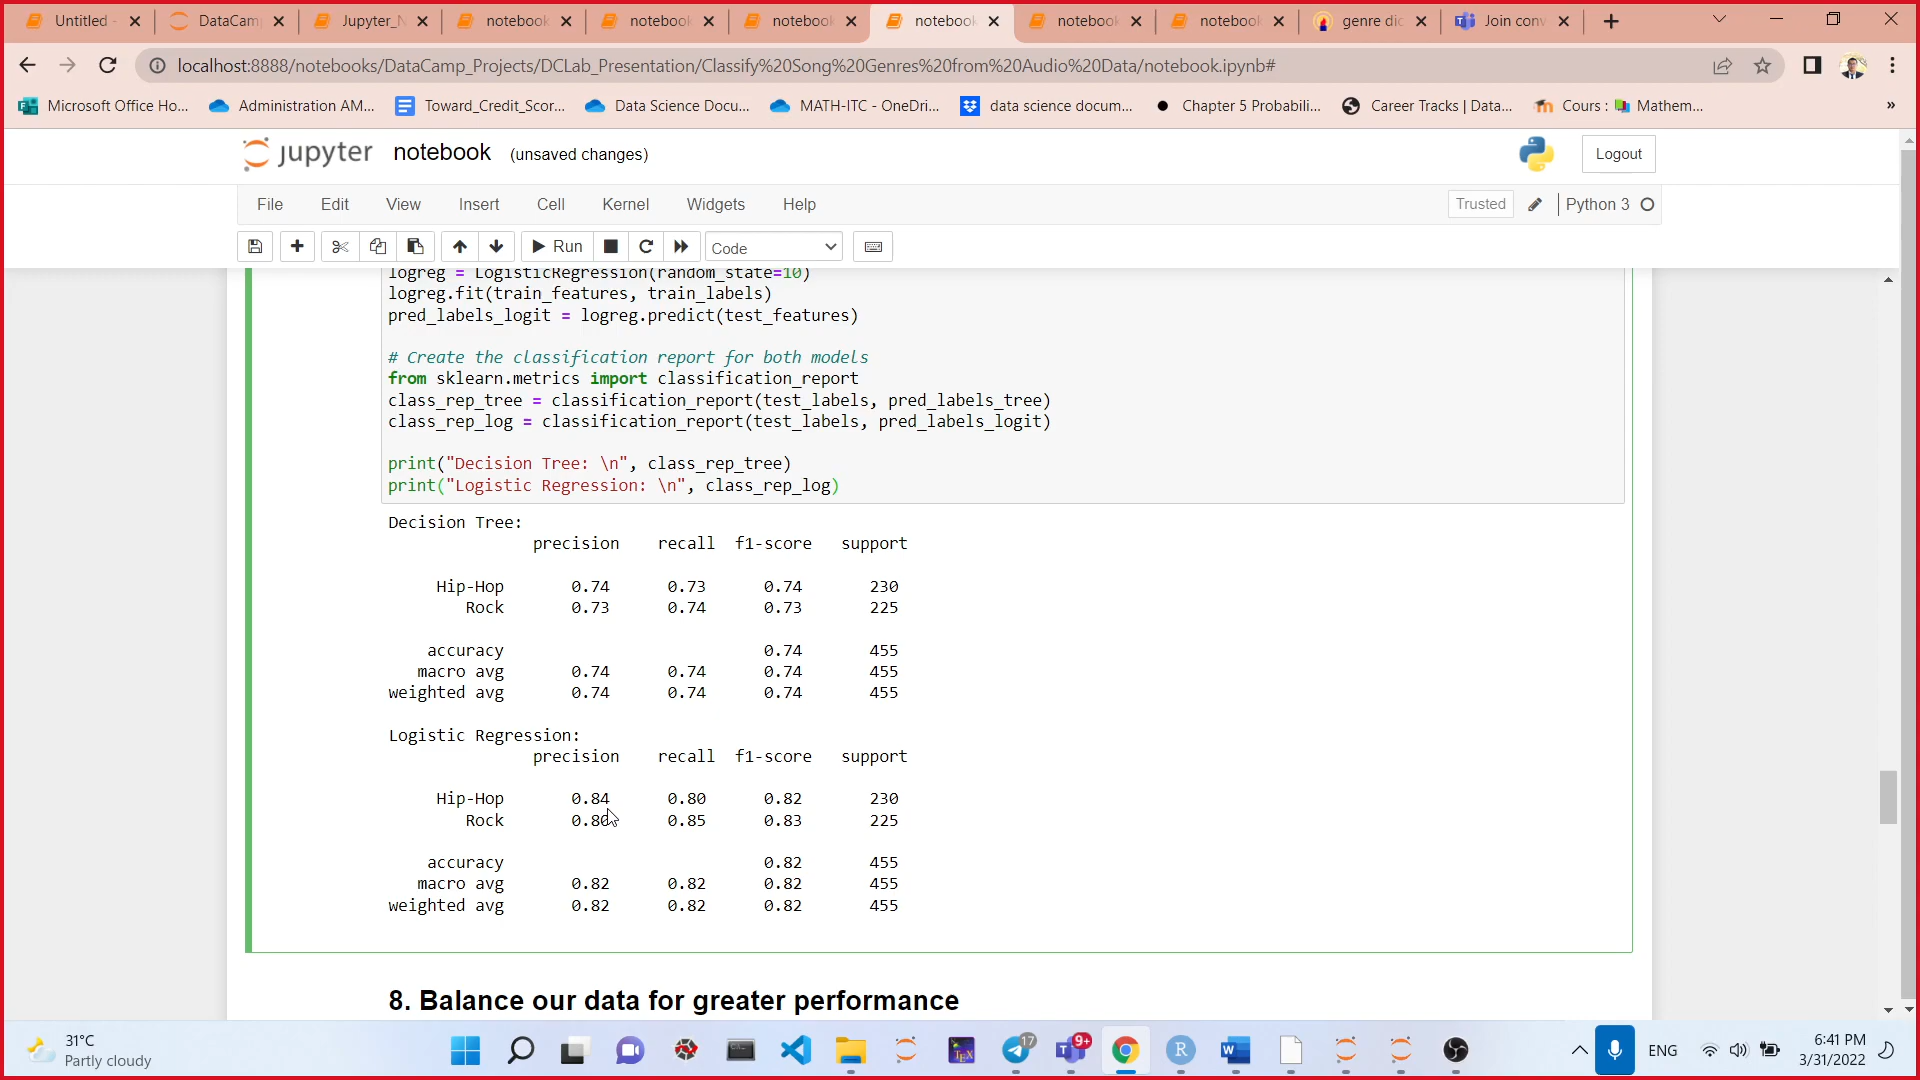 Untitled -
DataCamp
Jupyter_N
notebook
notebook
notebook
notebook
notebook
notebook
genre dic
Join conv
localhost:8888/notebooks/DataCamp_Projects/DCLab_Presentation/Classify%20Song%20Genres%20from%20Audio%20Data/notebook.ipynb#
Microsoft Office Ho...
Administration AM...
Toward_Credit_Scor...
Data Science Docu...
MATH-ITC - OneDri...
data science docum...
Chapter 5 Probabili...
Career Tracks | Data...
Cours : Mathem...
»
jupyter notebook (unsaved changes)
Logout
File Edit View Insert Cell Kernel Widgets Help
Trusted
Python 3
Run
Code
logreg = LogisticRegression(random_state=10)
logreg.fit(train_features, train_labels)
pred_labels_logit = logreg.predict(test_features)
# Create the classification report for both models
from sklearn.metrics import classification_report
class_rep_tree = classification_report(test_labels, pred_labels_tree)
class_rep_log = classification_report(test_labels, pred_labels_logit)
print("Decision Tree: \n", class_rep_tree)
print("Logistic Regression: \n", class_rep_log)
Decision Tree:
precision recall f1-score support
Hip-Hop 0.74 0.73 0.74 230
Rock 0.73 0.74 0.73 225
accuracy 0.74 455
macro avg 0.74 0.74 0.74 455
weighted avg 0.74 0.74 0.74 455
Logistic Regression:
precision recall f1-score support
Hip-Hop 0.84 0.80 0.82 230
Rock 0.80 0.85 0.83 225
accuracy 0.82 455
macro avg 0.82 0.82 0.82 455
weighted avg 0.82 0.82 0.82 455
8. Balance our data for greater performance
31°C
Partly cloudy
TEX
17
9+
R
W
ENG
6:41 PM
3/31/2022